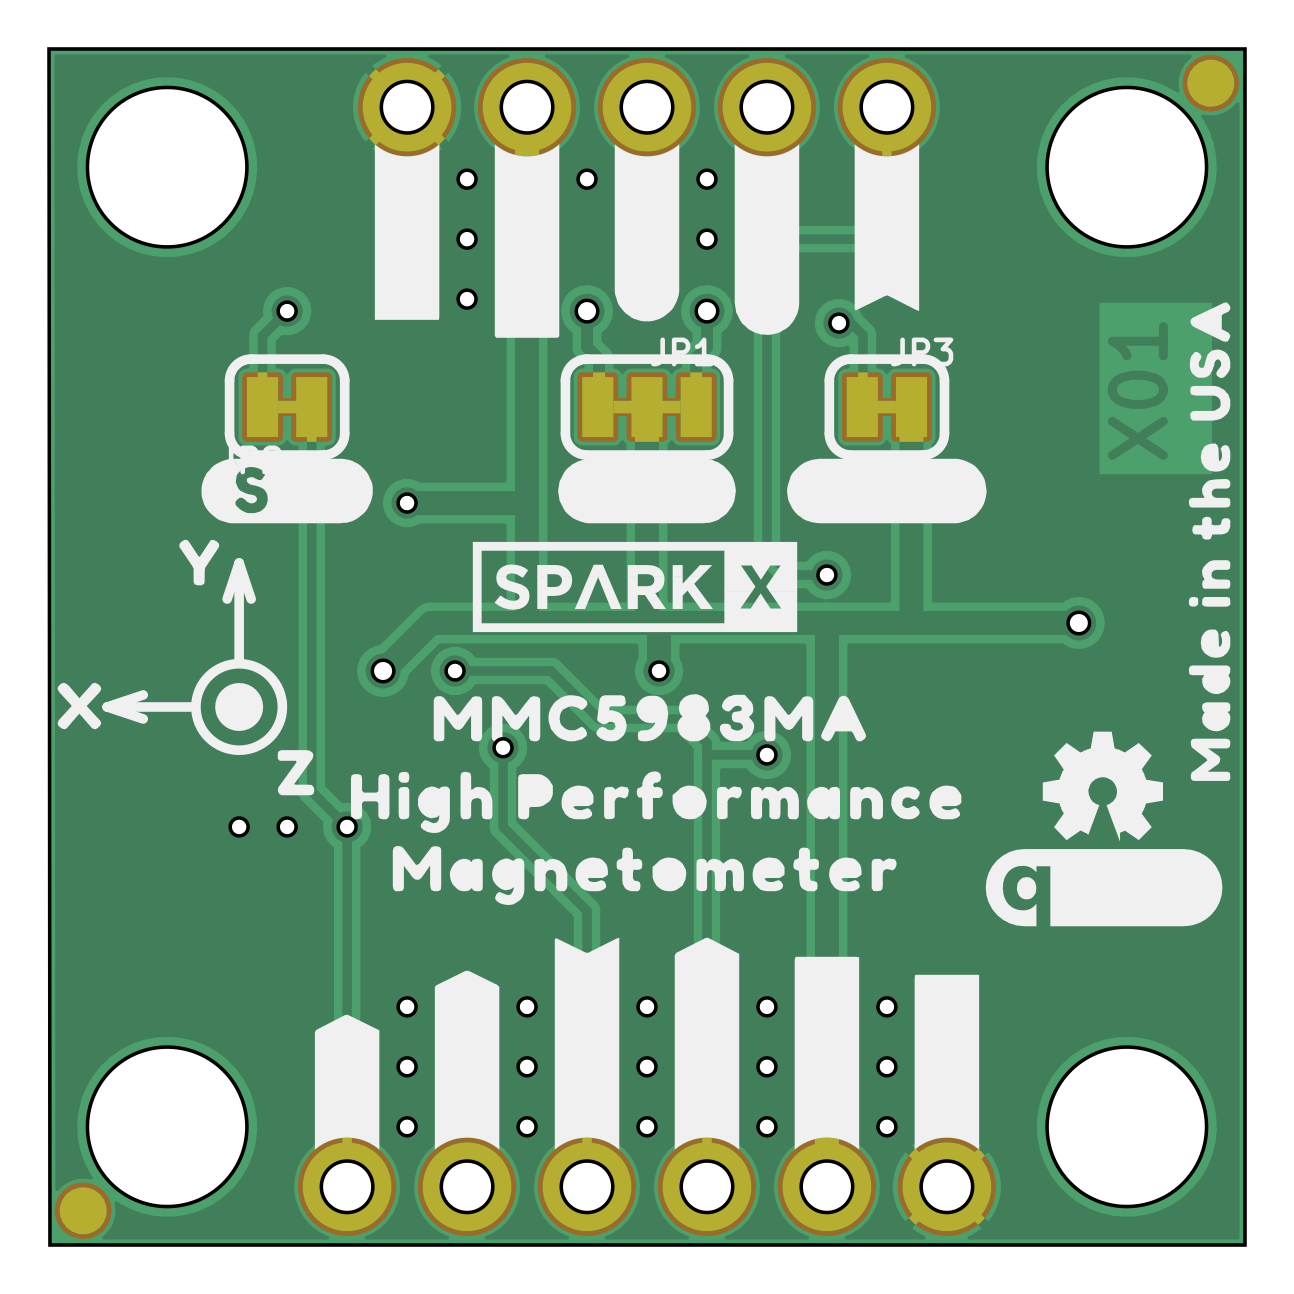 JP1
JP3
X01
S
SPARK X
Y
X
Z
MMC5983MA
High Performance
Magnetometer
Made in the USA
q